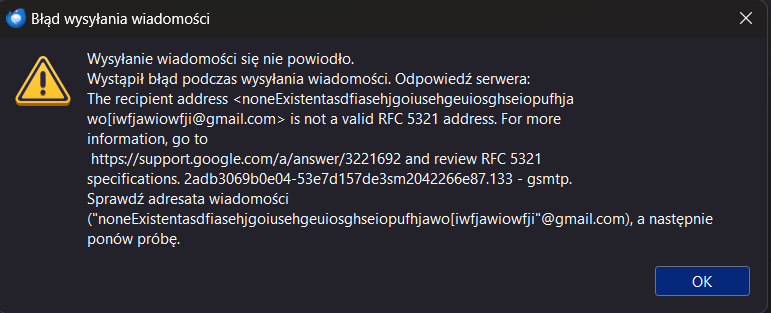 Błąd wysyłania wiadomości
Wysyłanie wiadomości się nie powiodło.
Wystąpił błąd podczas wysyłania wiadomości. Odpowiedź serwera:
The recipient address <noneExistentasdfiasehjgoiusehgeuiosghseiopufhja
wo[iwfjawiowfji@gmail.com> is not a valid RFC 5321 address. For more
information, go to
https://support.google.com/a/answer/3221692 and review RFC 5321
specifications. 2adb3069b0e04-53e7d157de3sm2042266e87.133 - gsmtp.
Sprawdź adresata wiadomości
("noneExistentasdfiasehjgoiusehgeuiosghseiopufhjawo[iwfjawiowfji"@gmail.com), a następnie
ponów próbę.
OK